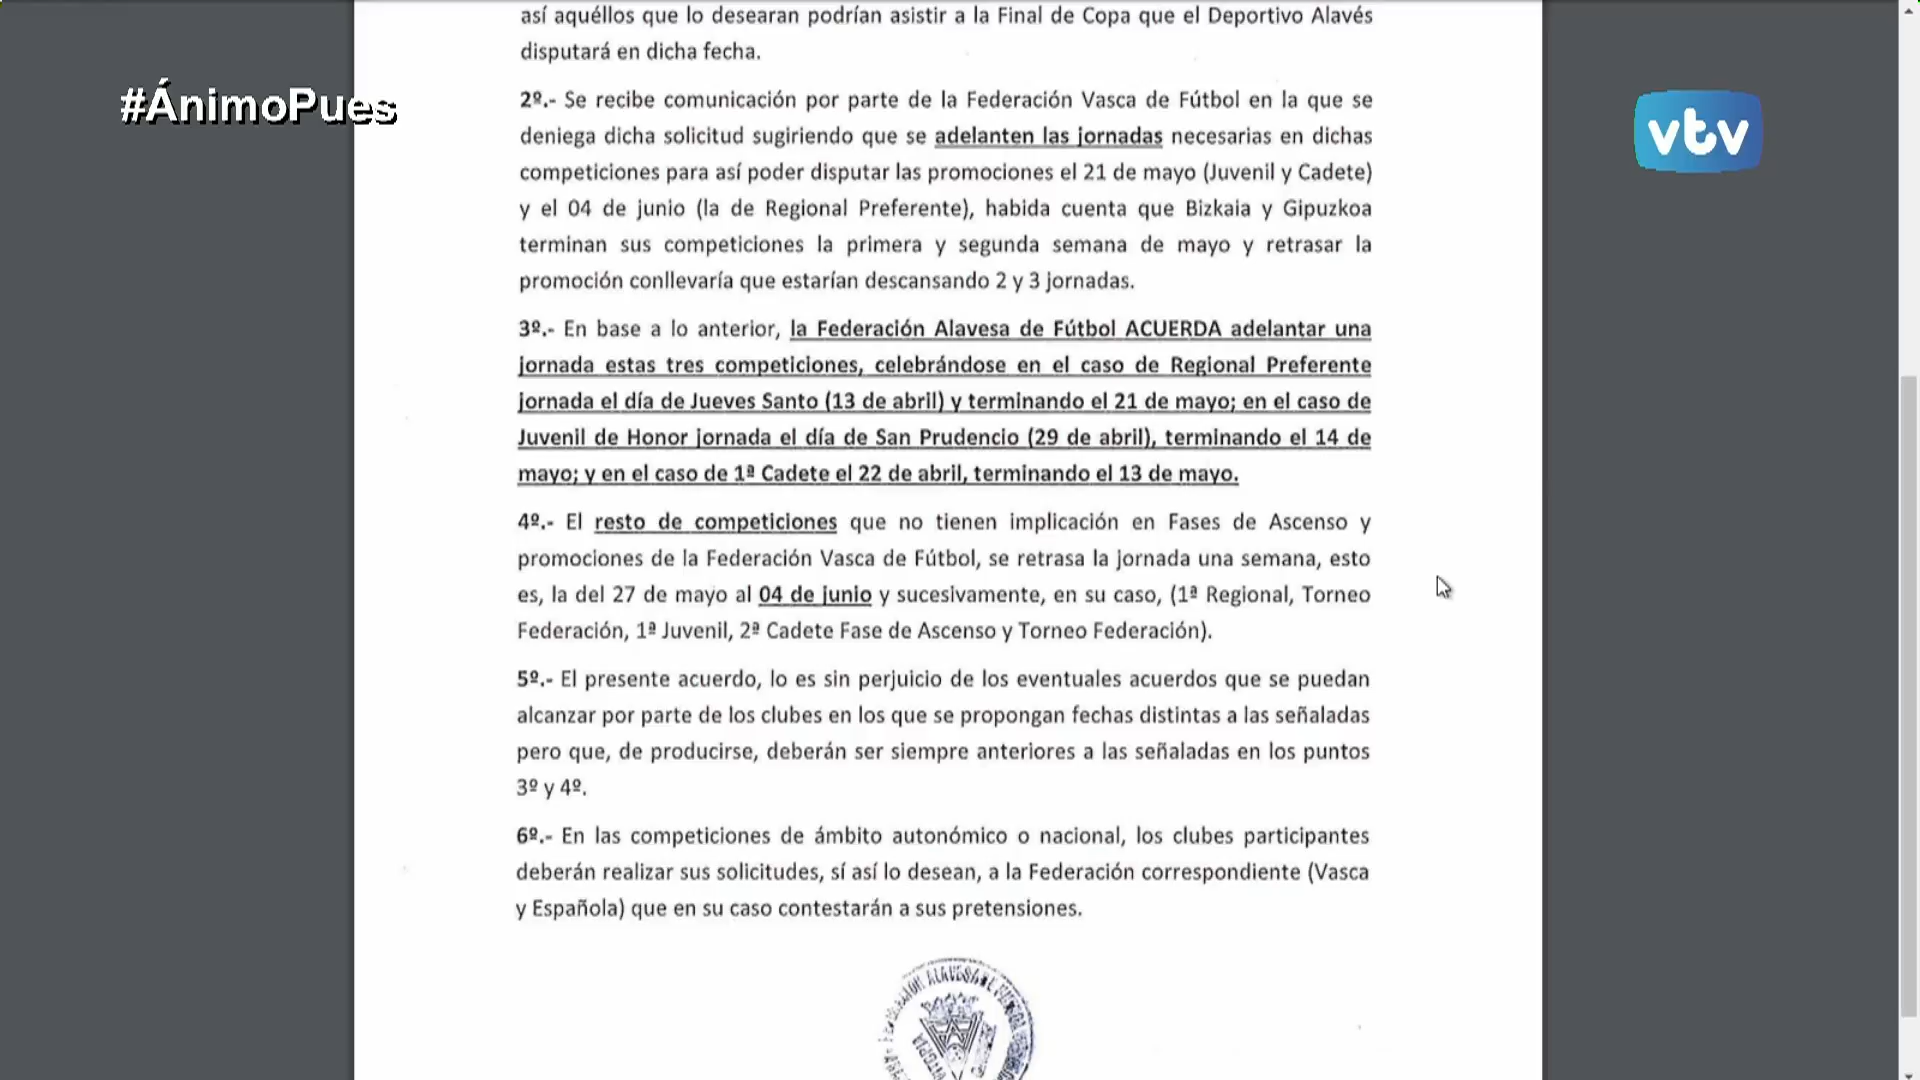 así aquéllos que lo desearan podrían asistir a la Final de Copa que el Deportivo Alavés
disputará en dicha fecha.
#ÁnimoPues
vtv
2º.- Se recibe comunicación por parte de la Federación Vasca de Fútbol en la que se
deniega dicha solicitud sugiriendo que se adelanten las jornadas necesarias en dichas
competiciones para así poder disputar las promociones el 21 de mayo (Juvenil y Cadete)
y el 04 de junio (la de Regional Preferente), habida cuenta que Bizkaia y Gipuzkoa
terminan sus competiciones la primera y segunda semana de mayo y retrasar la
promoción conllevaría que estarían descansando 2 y 3 jornadas.
3º.- En base a lo anterior, la Federación Alavesa de Fútbol ACUERDA adelantar una
jornada estas tres competiciones, celebrándose en el caso de Regional Preferente
jornada el día de Jueves Santo (13 de abril) y terminando el 21 de mayo; en el caso de
Juvenil de Honor jornada el día de San Prudencio (29 de abril), terminando el 14 de
mayo; y en el caso de 1ª Cadete el 22 de abril, terminando el 13 de mayo.
4º.- El resto de competiciones que no tienen implicación en Fases de Ascenso y
promociones de la Federación Vasca de Fútbol, se retrasa la jornada una semana, esto
es, la del 27 de mayo al 04 de junio y sucesivamente, en su caso, (1ª Regional, Torneo
Federación, 1ª Juvenil, 2ª Cadete Fase de Ascenso y Torneo Federación).
5º.- El presente acuerdo, lo es sin perjuicio de los eventuales acuerdos que se puedan
alcanzar por parte de los clubes en los que se propongan fechas distintas a las señaladas
pero que, de producirse, deberán ser siempre anteriores a las señaladas en los puntos
3º y 4º.
6º.- En las competiciones de ámbito autonómico o nacional, los clubes participantes
deberán realizar sus solicitudes, sí así lo desean, a la Federación correspondiente (Vasca
y Española) que en su caso contestarán a sus pretensiones.